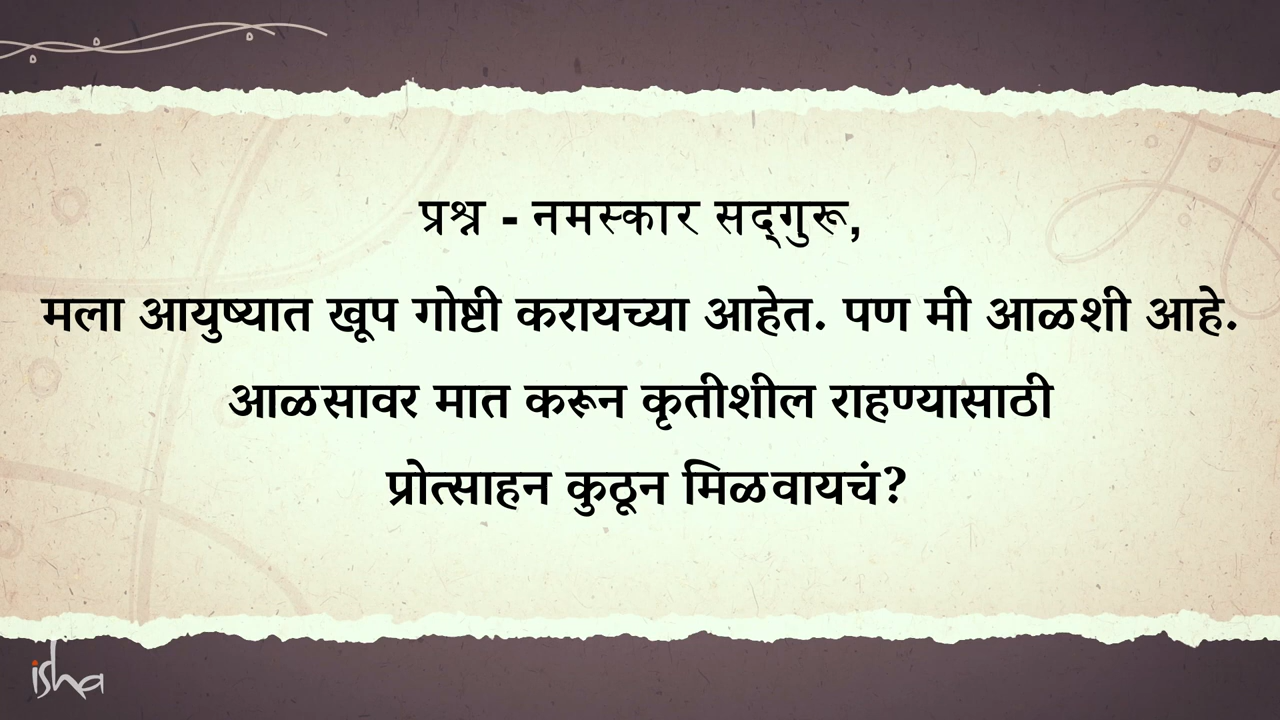 प्रश्न - नमस्कार सद्‌गुरू,
मला आयुष्यात खूप गोष्टी करायच्या आहेत. पण मी आळशी आहे.
आळसावर मात करून कृतीशील राहण्यासाठी
प्रोत्साहन कुठून मिळवायचं?
isha